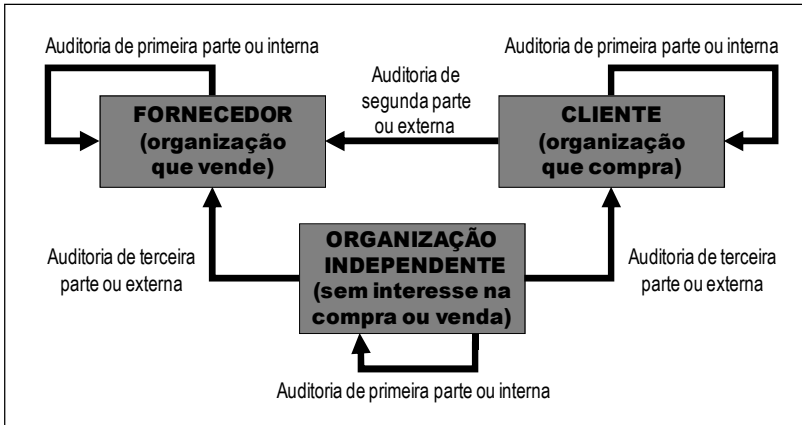 Auditoria de primeira parte ou interna
Auditoria de primeira parte ou interna
Auditoria de
segunda parte
ou externa
FORNECEDOR
(organização
que vende)
CLIENTE
(organização
que compra)
Auditoria de terceira
parte ou externa
ORGANIZAÇÃO
INDEPENDENTE
(sem interesse na
compra ou venda)
Auditoria de terceira
parte ou externa
Auditoria de primeira parte ou interna